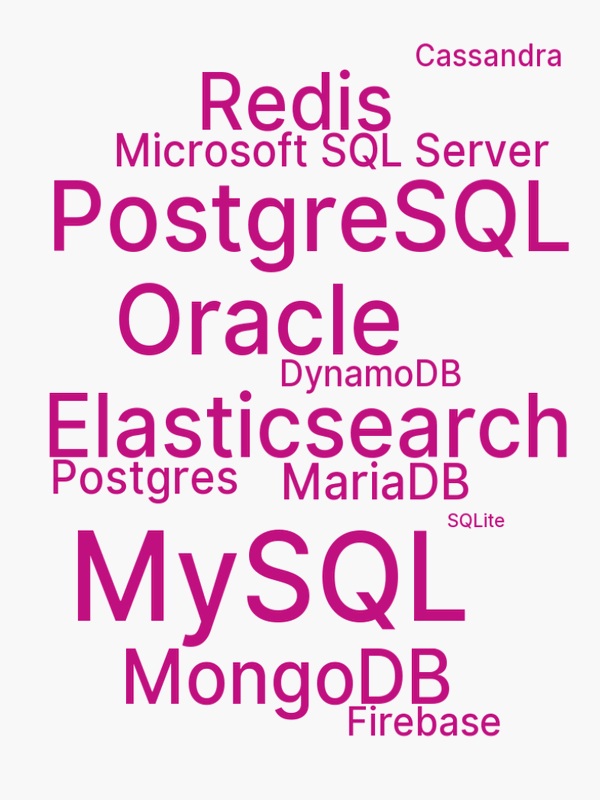 Cassandra
Redis
Microsoft SQL Server
PostgreSQL
Oracle
DynamoDB
Elasticsearch
Postgres MariaDB
SQLite
MySQL
MongoDB
Firebase